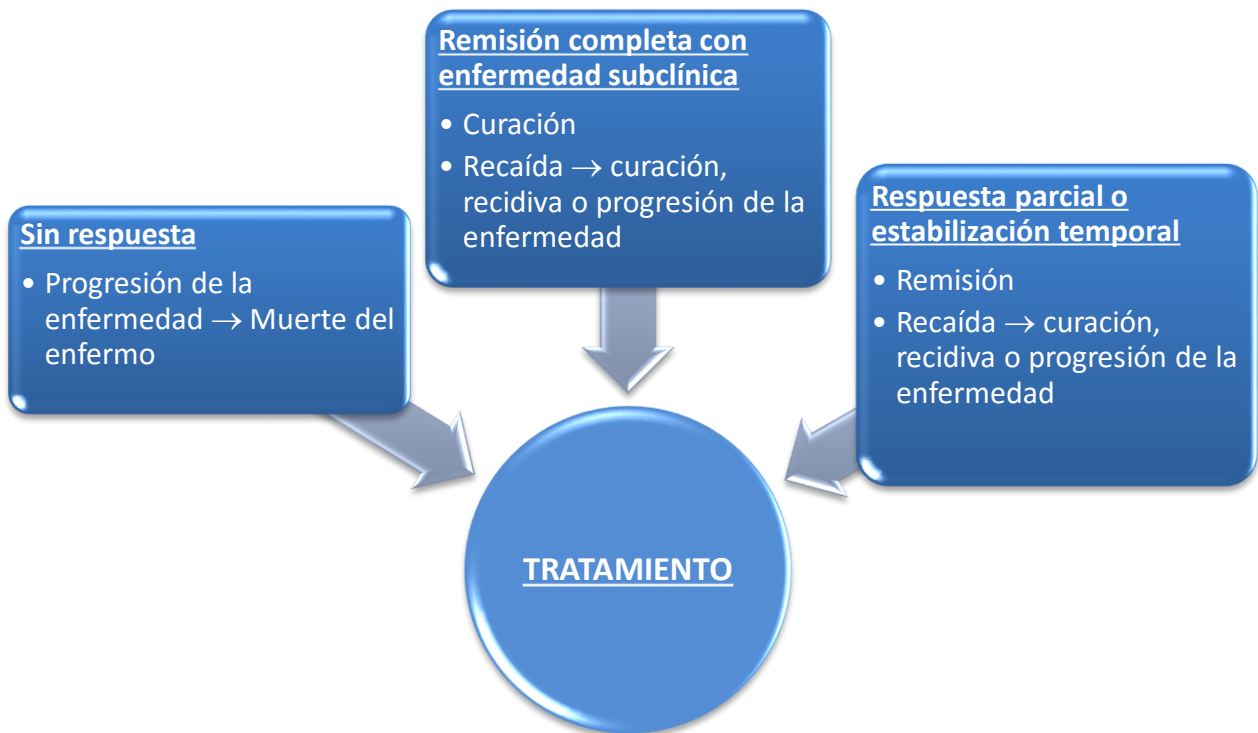 Remisión completa con
enfermedad subclínica
• Curación
• Recaída → curación,
recidiva o progresión de la
enfermedad
Sin respuesta
• Progresión de la
enfermedad → Muerte del
enfermo
Respuesta parcial o
estabilización temporal
• Remisión
• Recaída → curación,
recidiva o progresión de la
enfermedad
TRATAMIENTO